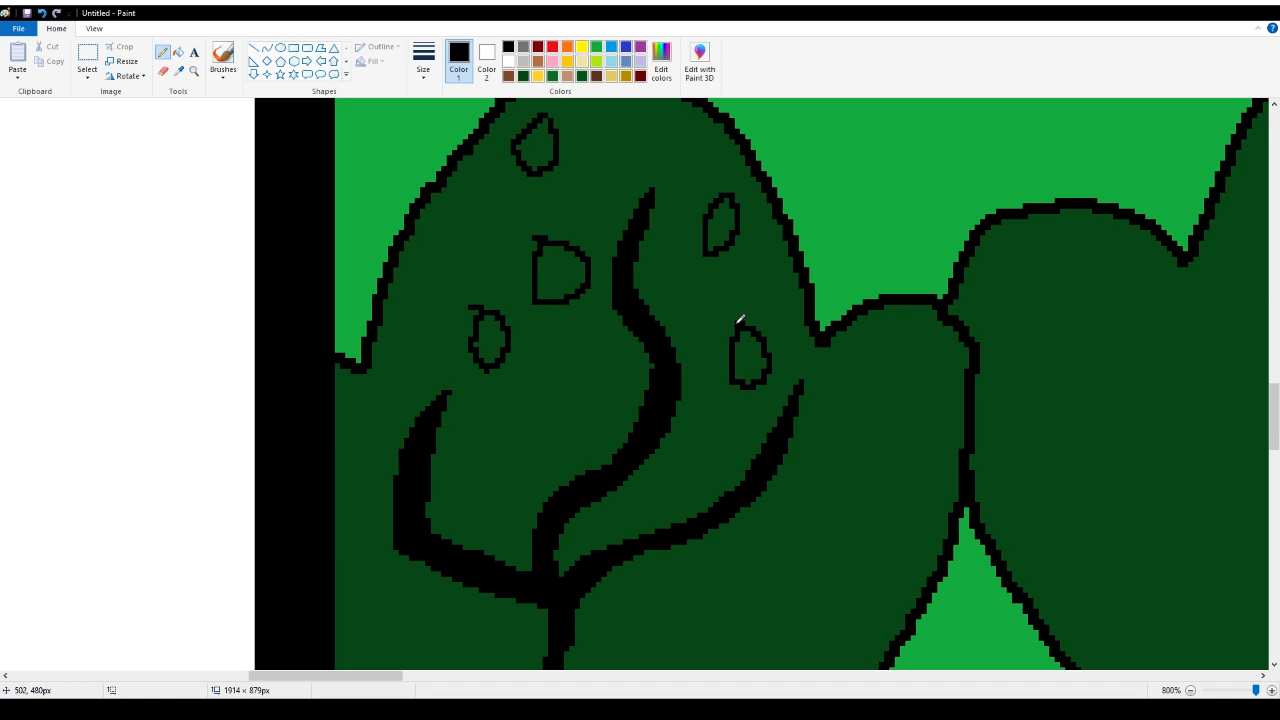 Untitled - Paint
File Home View
Paste
Cut
Copy
Clipboard
Select
Crop
Resize
Rotate
Image
A
Tools
Brushes
Outline
Fill
Shapes
Size
Color 1
Color 2
Edit colors
Colors
Edit with Paint 3D
502, 480px
1914 × 879px
800%